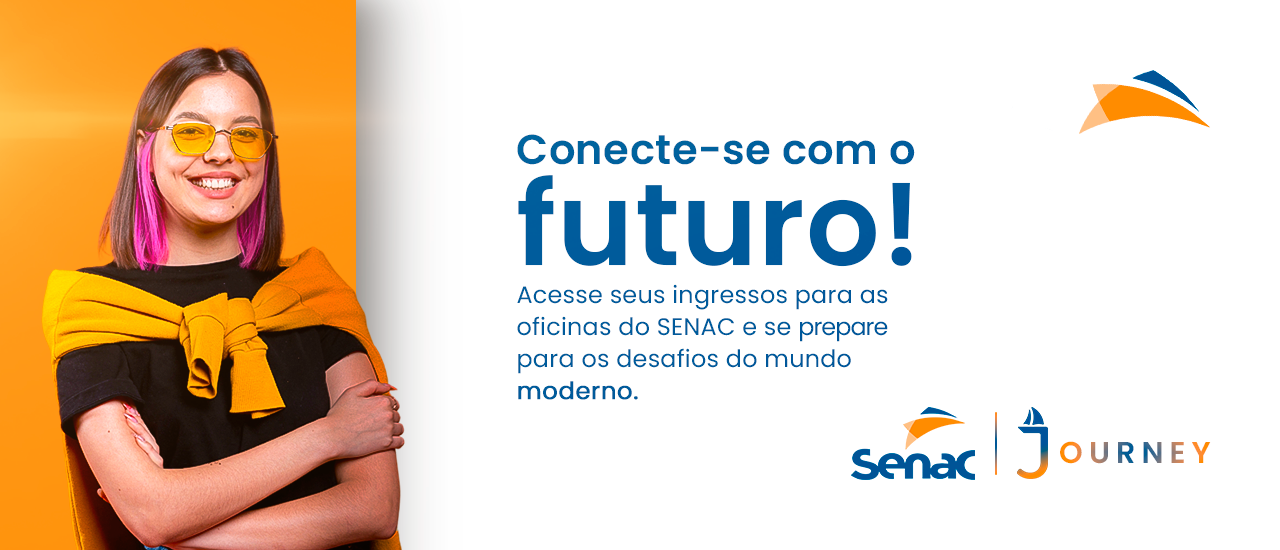 Conecte-se com o
futuro!
Acesse seus ingressos para as
oficinas do SENAC e se prepare
para os desafios do mundo
moderno.
Senac
JOURNEY